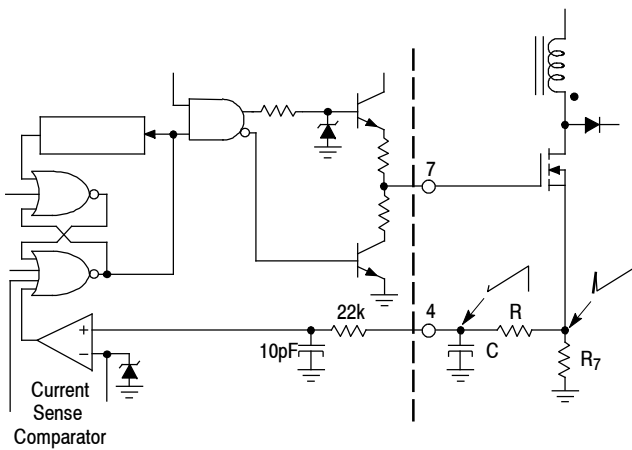 7
22k
4
R
10pF
C
R7
+
−
Current
Sense
Comparator